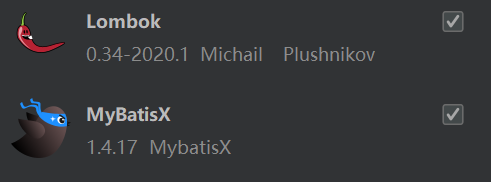 Lombok
0.34-2020.1 Michail Plushnikov
MyBatisX
1.4.17 MybatisX